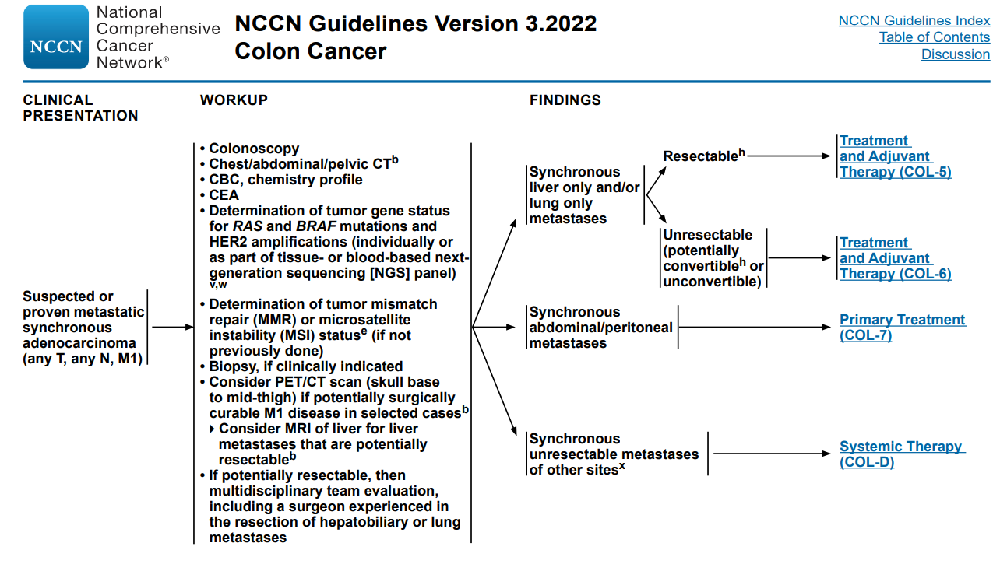 National
Comprehensive
Cancer
Network®
NCCN
NCCN Guidelines Version 3.2022
Colon Cancer
NCCN Guidelines Index
Table of Contents
Discussion
CLINICAL
PRESENTATION
WORKUP
FINDINGS
Suspected or
proven metastatic
synchronous
adenocarcinoma
(any T, any N, M1)
• Colonoscopy
• Chest/abdominal/pelvic CTb
• CBC, chemistry profile
• CEA
• Determination of tumor gene status
for RAS and BRAF mutations and
HER2 amplifications (individually or
as part of tissue- or blood-based next-
generation sequencing [NGS] panel)
v,w
• Determination of tumor mismatch
repair (MMR) or microsatellite
instability (MSI) statuse (if not
previously done)
• Biopsy, if clinically indicated
• Consider PET/CT scan (skull base
to mid-thigh) if potentially surgically
curable M1 disease in selected casesb
Consider MRI of liver for liver
metastases that are potentially
resectableb
• If potentially resectable, then
multidisciplinary team evaluation,
including a surgeon experienced in
the resection of hepatobiliary or lung
metastases
Synchronous
liver only and/or
lung only
metastases
Resectableh
Treatment
and Adjuvant
Therapy (COL-5)
Unresectable
(potentially
convertibleh or
unconvertible)
Treatment
and Adjuvant
Therapy (COL-6)
Synchronous
abdominal/peritoneal
metastases
Primary Treatment
(COL-7)
Synchronous
unresectable metastases
of other sitesx
Systemic Therapy
(COL-D)